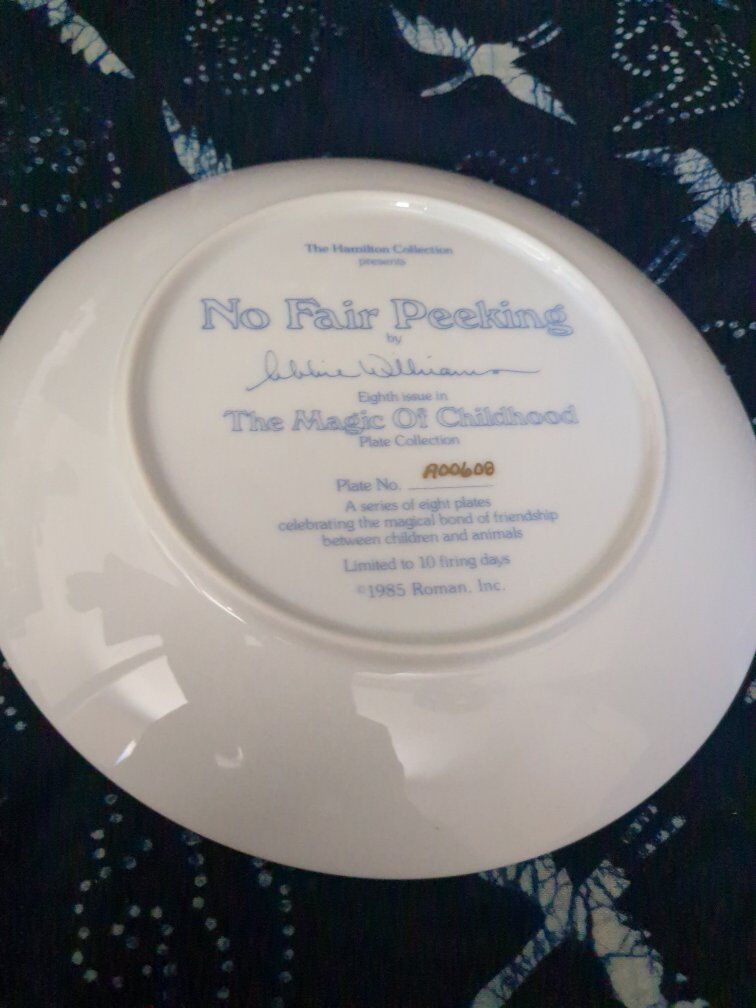 The Hamilton Collection
presents
No Fair Peeking
by
Abbie Williams
Eighth issue in
The Magic Of Childhood
Plate Collection
Plate No. A00608
A series of eight plates
celebrating the magical bond of friendship
between children and animals
Limited to 10 firing days
©1985 Roman, Inc.